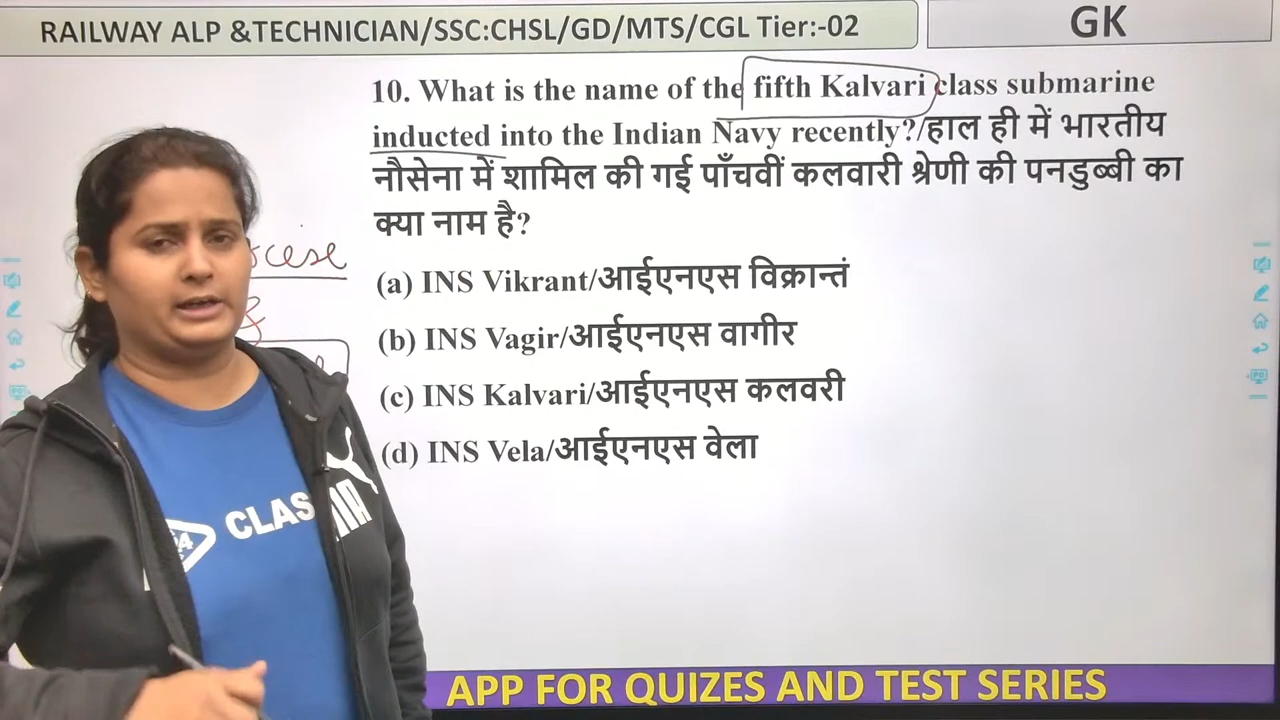 RAILWAY ALP &TECHNICIAN/SSC:CHSL/GD/MTS/CGL Tier:-02
GK
10. What is the name of the fifth Kalvari class submarine
inducted into the Indian Navy recently?/हाल ही में भारतीय
नौसेना में शामिल की गई पाँचवीं कलवारी श्रेणी की पनडुब्बी का
क्या नाम है?
(a) INS Vikrant/आईएनएस विक्रान्तं
(b) INS Vagir/आईएनएस वागीर
(c) INS Kalvari/आईएनएस कलवरी
(d) INS Vela/आईएनएस वेला
CLAS
APP FOR QUIZES AND TEST SERIES